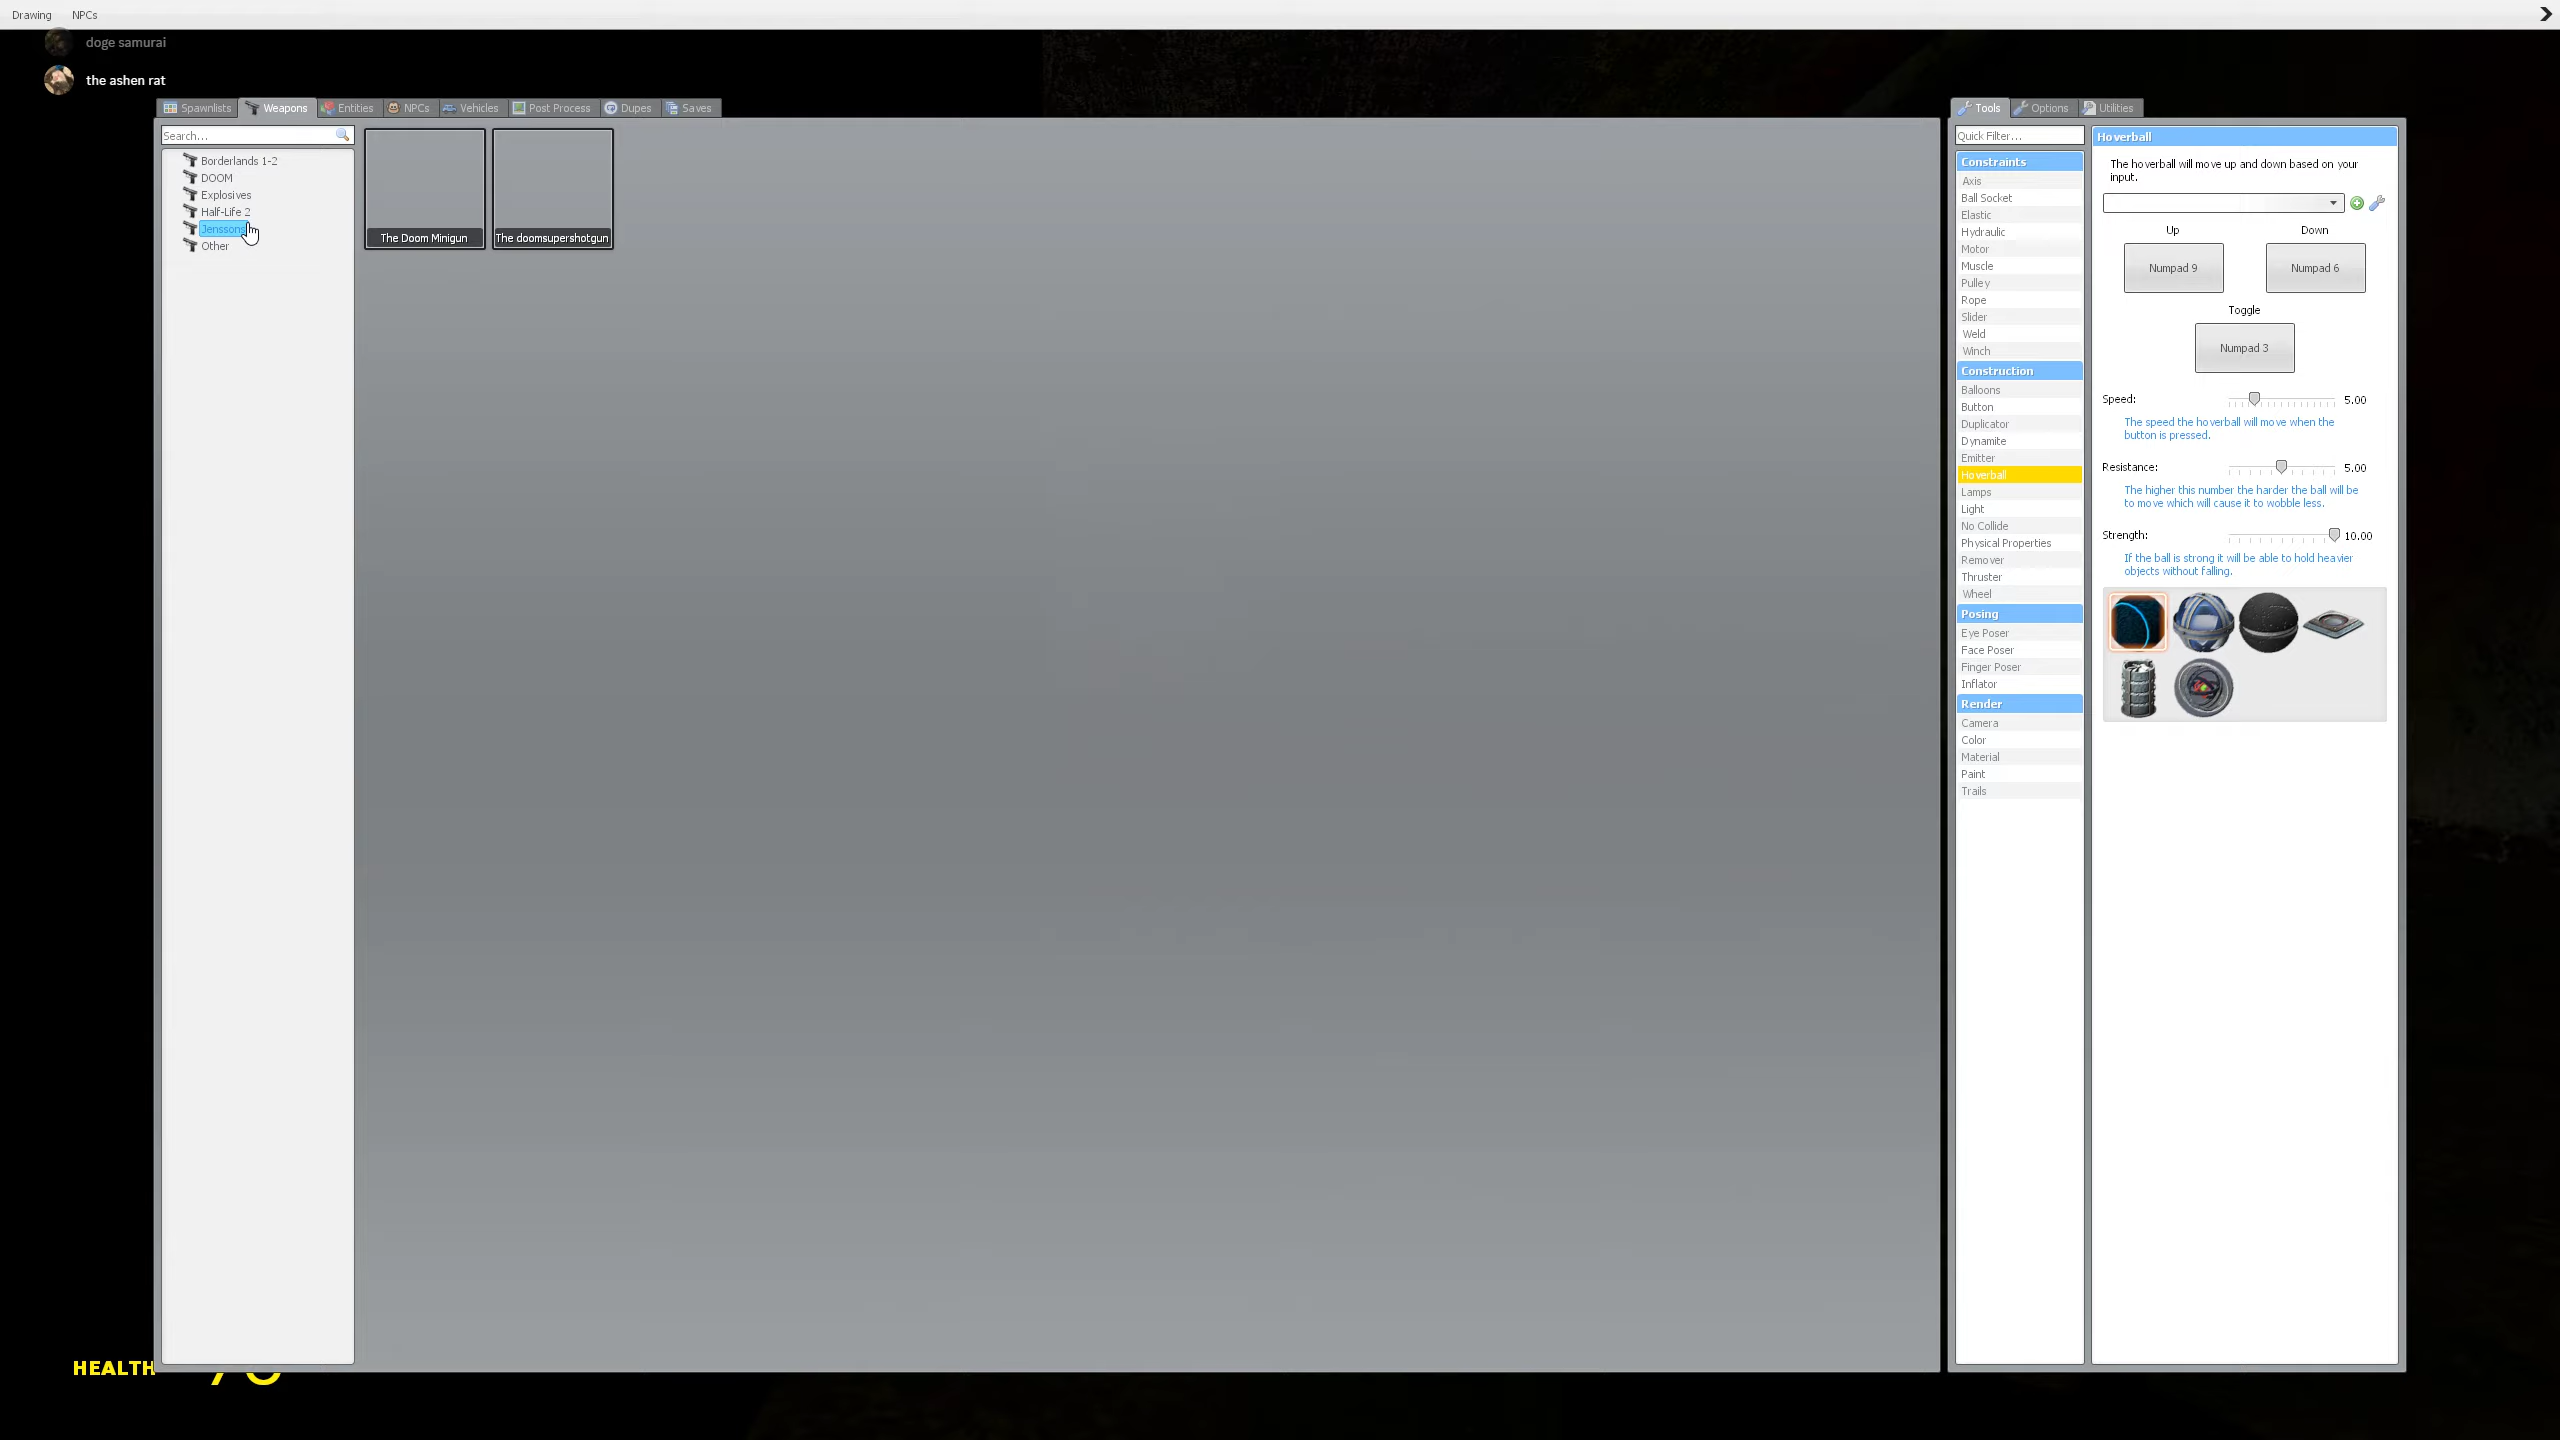 Drawing NPCs
doge samurai
the ashen rat
Spawnlists Weapons Entities NPCs Vehicles Post Process Dupes Saves
Search...
Borderlands 1-2
DOOM
Explosives
Half-Life 2
Jenssons
Other
The Doom Minigun
The doomsupershotgun
Tools Options Utilities
Quick Filter...
Constraints
Axis
Ball Socket
Elastic
Hydraulic
Motor
Muscle
Pulley
Rope
Slider
Weld
Winch
Construction
Balloons
Button
Duplicator
Dynamite
Emitter
Hoverball
Lamps
Light
No Collide
Physical Properties
Remover
Thruster
Wheel
Posing
Eye Poser
Face Poser
Finger Poser
Inflator
Render
Camera
Color
Material
Paint
Trails
Hoverball
The hoverball will move up and down based on your
input.
Up Down
Numpad 9 Numpad 6
Toggle
Numpad 3
Speed: 5.00
The speed the hoverball will move when the
button is pressed.
Resistance: 5.00
The higher this number the harder the ball will be
to move which will cause it to wobble less.
Strength: 10.00
If the ball is strong it will be able to hold heavier
objects without falling.
HEALTH